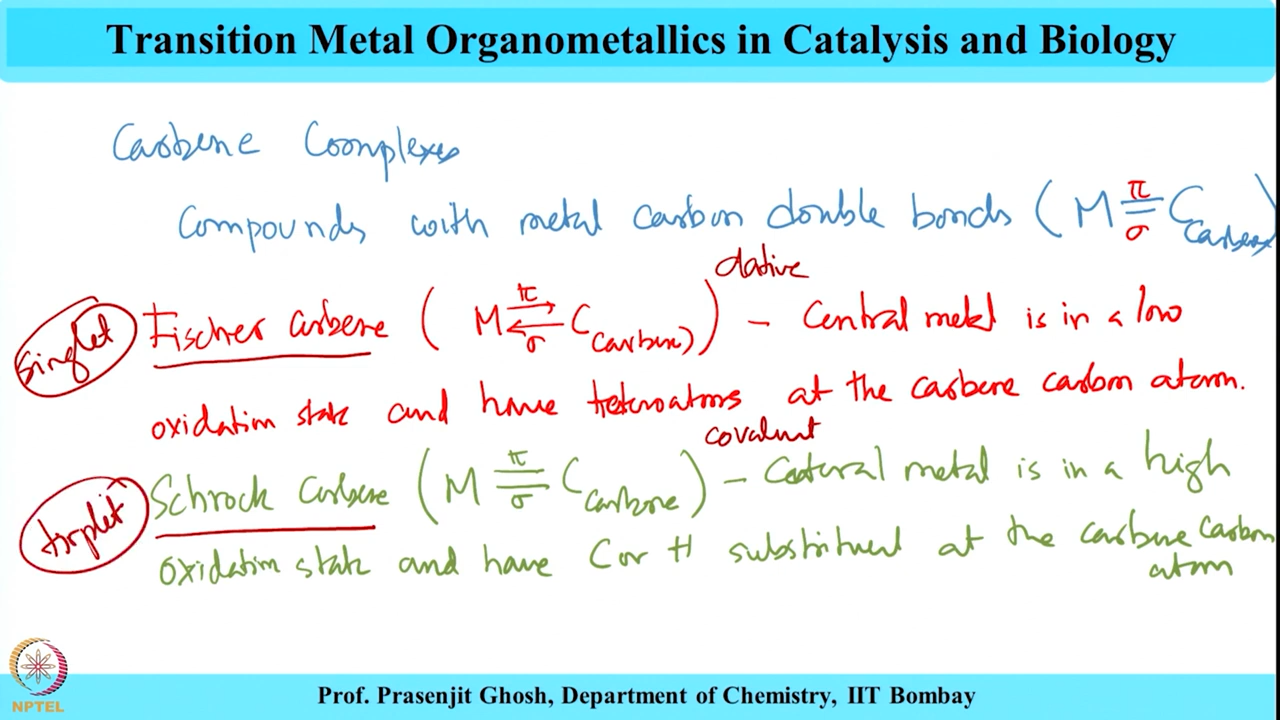 Transition Metal Organometallics in Catalysis and Biology
Carbene Complexes
Compounds with metal carbon double bonds ( M π = σ C carbene )
dative
singlet Fischer Carbene ( M π ⇄ σ C (carbene) ) – Central metal is in a low
oxidation state and have heteroatoms at the carbene carbon atom.
covalent
triplet Schrock Carbene ( M π = σ C carbene ) – Central metal is in a high
oxidation state and have C or H substituent at the carbene carbon
atom
NPTEL
Prof. Prasenjit Ghosh, Department of Chemistry, IIT Bombay